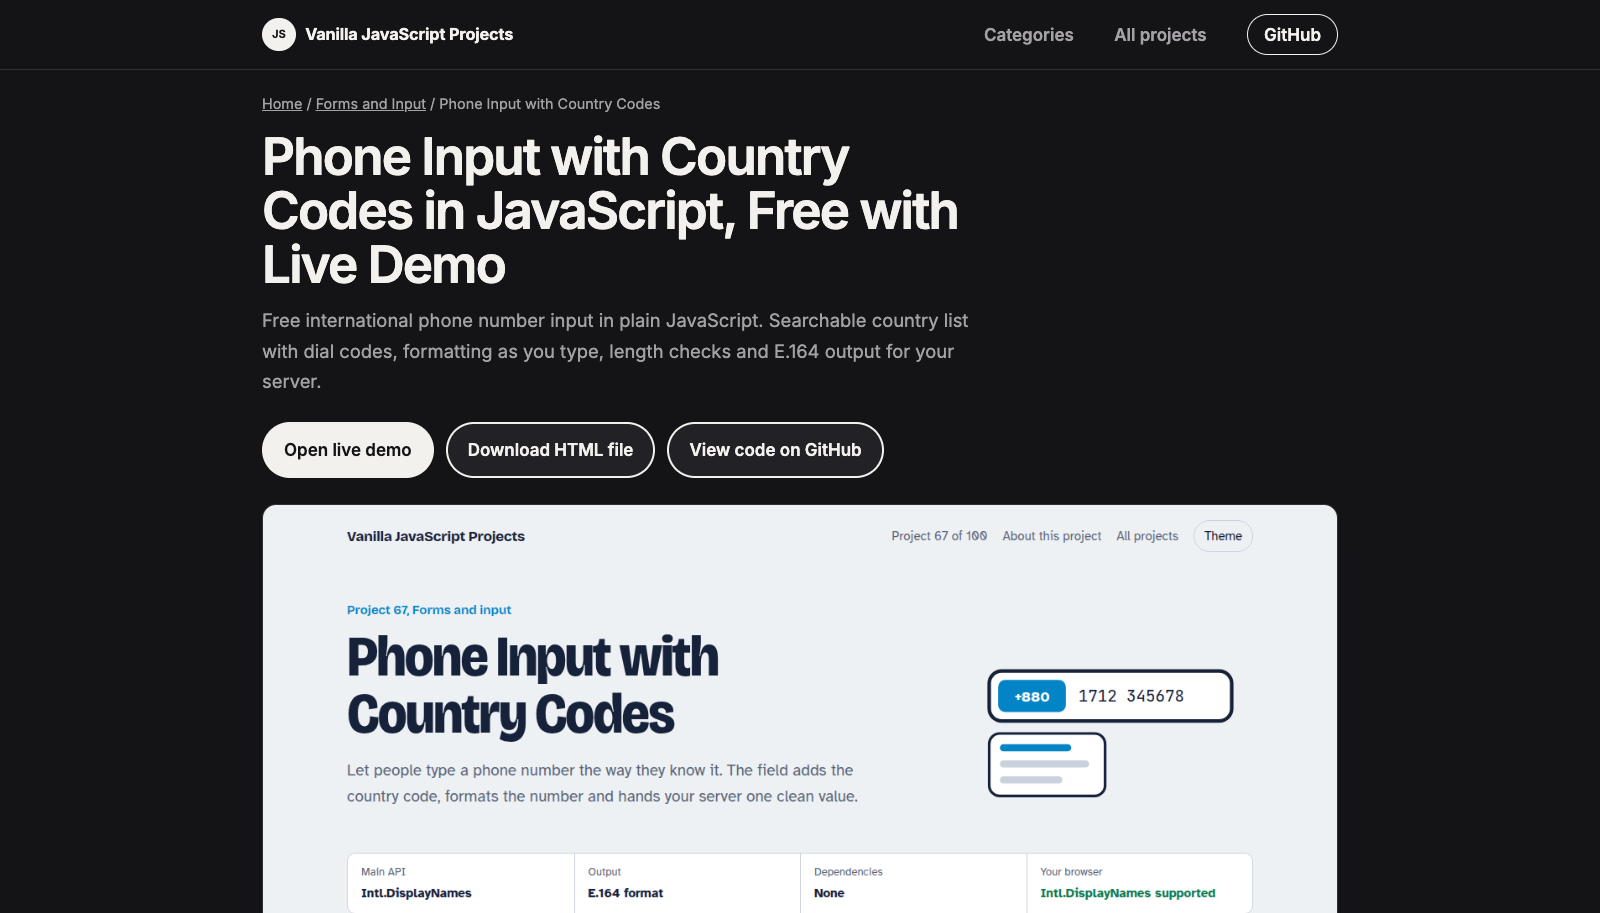 JS
Vanilla JavaScript Projects
Categories
All projects
GitHub
Home / Forms and Input / Phone Input with Country Codes
Phone Input with Country
Codes in JavaScript, Free with
Live Demo
Free international phone number input in plain JavaScript. Searchable country list
with dial codes, formatting as you type, length checks and E.164 output for your
server.
Open live demo
Download HTML file
View code on GitHub
Vanilla JavaScript Projects
Project 67 of 100
About this project
All projects
Theme
Project 67, Forms and input
Phone Input with
Country Codes
Let people type a phone number the way they know it. The field adds the
country code, formats the number and hands your server one clean value.
+880 1712 345678
Main API
Intl.DisplayNames
Output
E.164 format
Dependencies
None
Your browser
Intl.DisplayNames supported